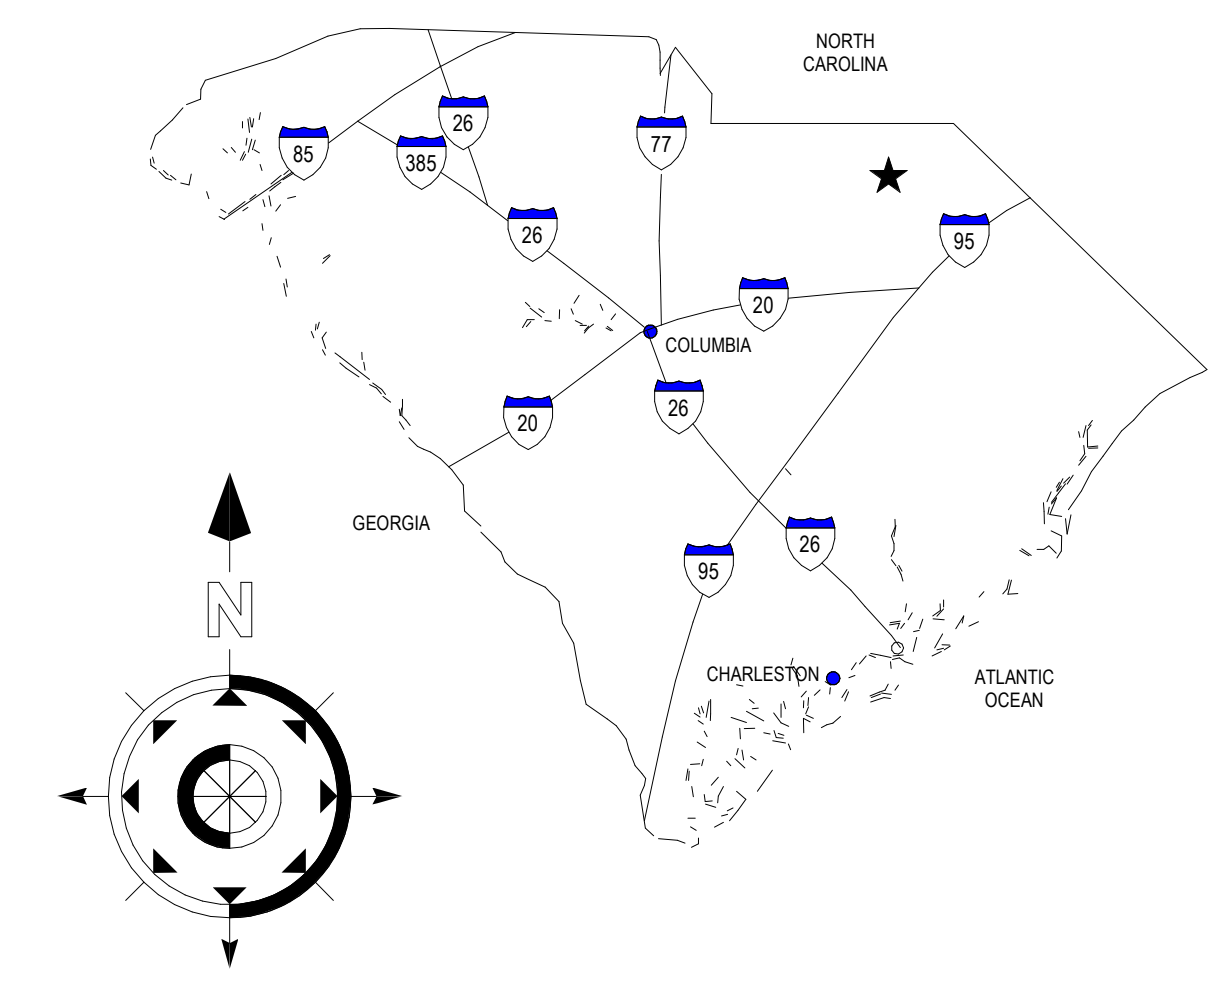 NORTH
CAROLINA
26
77
85
385
26
95
20
COLUMBIA
26
20
GEORGIA
26
95
N
CHARLESTON
ATLANTIC
OCEAN